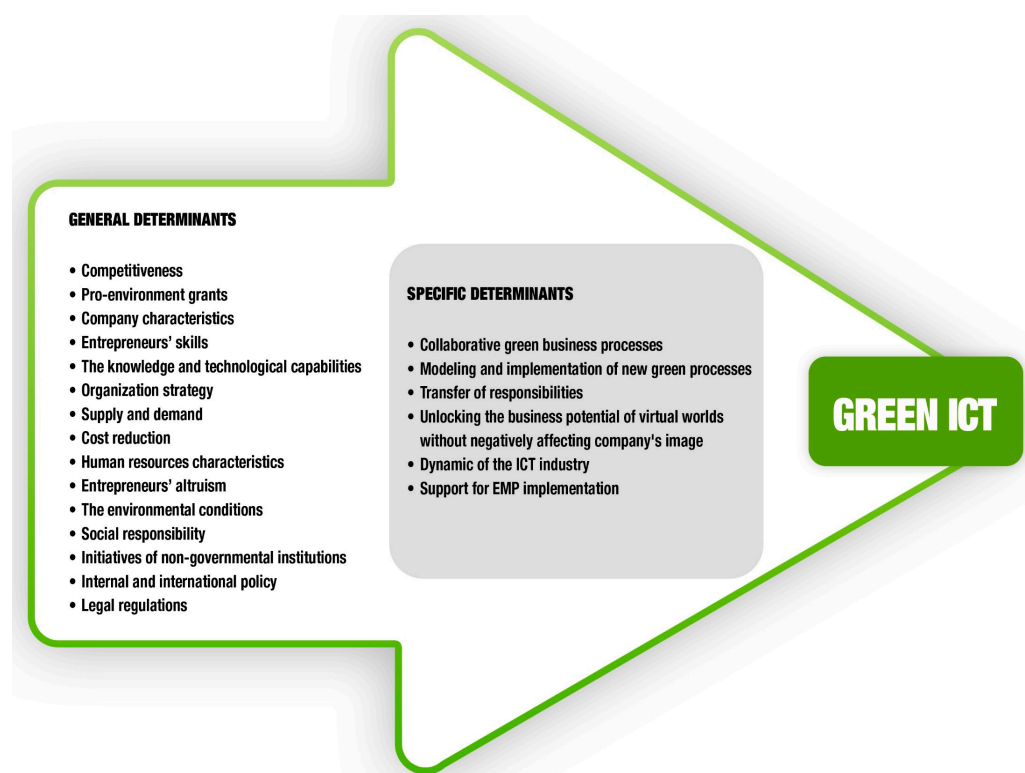 GENERAL DETERMINANTS
• Competitiveness
• Pro-environment grants
• Company characteristics
• Entrepreneurs’ skills
• The knowledge and technological capabilities
• Organization strategy
• Supply and demand
• Cost reduction
• Human resources characteristics
• Entrepreneurs’ altruism
• The environmental conditions
• Social responsibility
• Initiatives of non-governmental institutions
• Internal and international policy
• Legal regulations
SPECIFIC DETERMINANTS
• Collaborative green business processes
• Modeling and implementation of new green processes
• Transfer of responsibilities
• Unlocking the business potential of virtual worlds
without negatively affecting company's image
• Dynamic of the ICT industry
• Support for EMP implementation
GREEN ICT